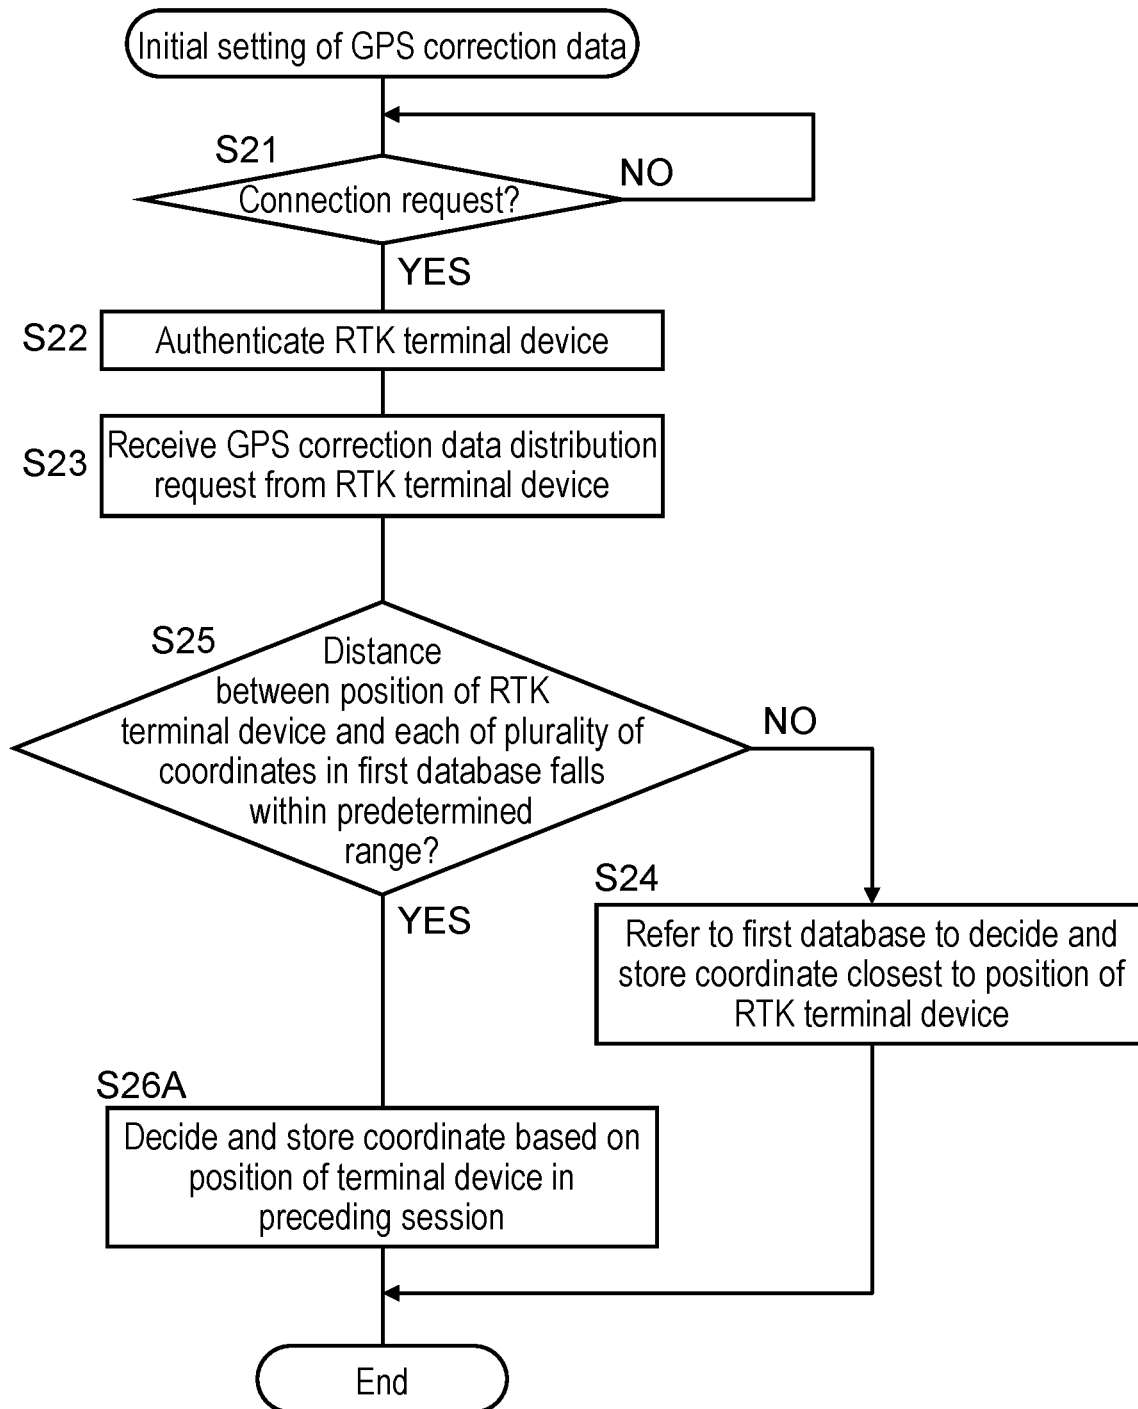 Initial setting of GPS correction data
S21
Connection request?
NO
YES
S22
Authenticate RTK terminal device
S23
Receive GPS correction data distribution
request from RTK terminal device
S25
Distance
between position of RTK
terminal device and each of plurality of
coordinates in first database falls
within predetermined
range?
NO
YES
S24
Refer to first database to decide and
store coordinate closest to position of
RTK terminal device
S26A
Decide and store coordinate based on
position of terminal device in
preceding session
End